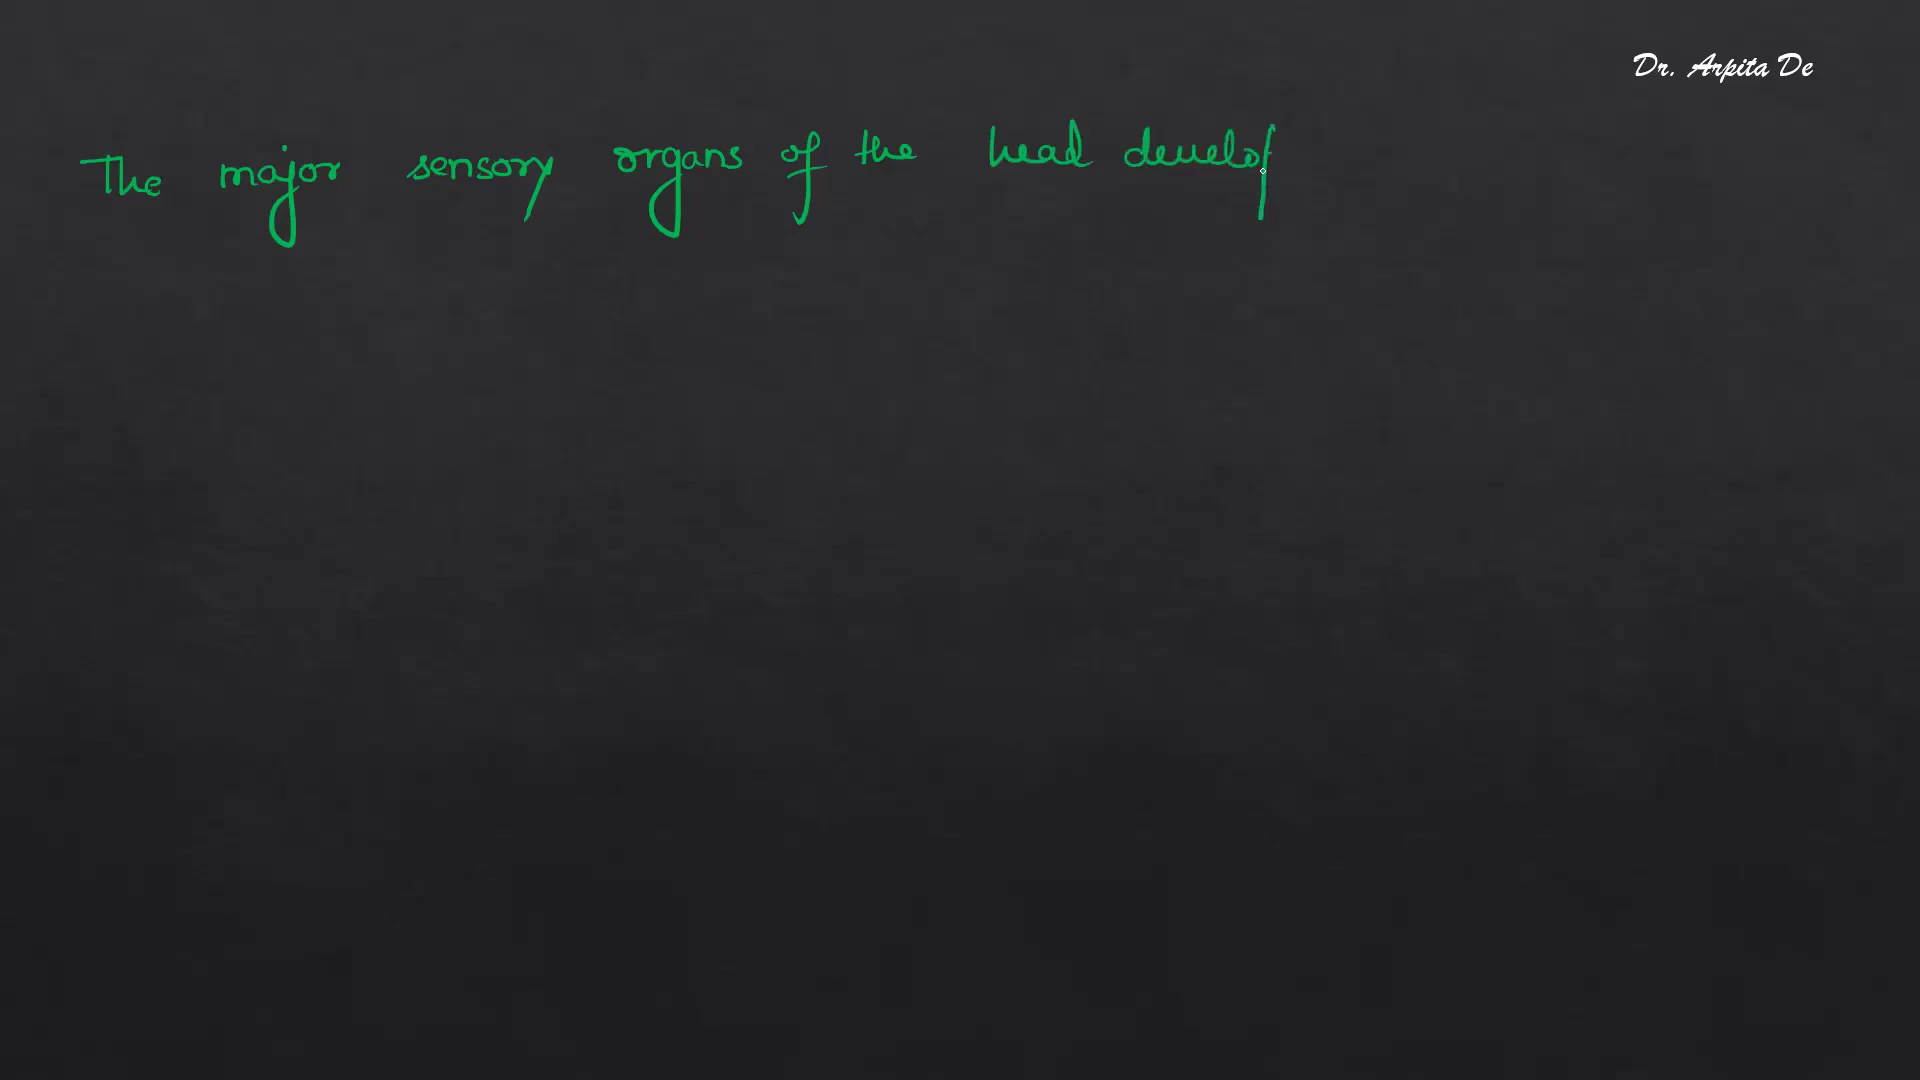 Dr. Arpita De
The major sensory organs of the head develop